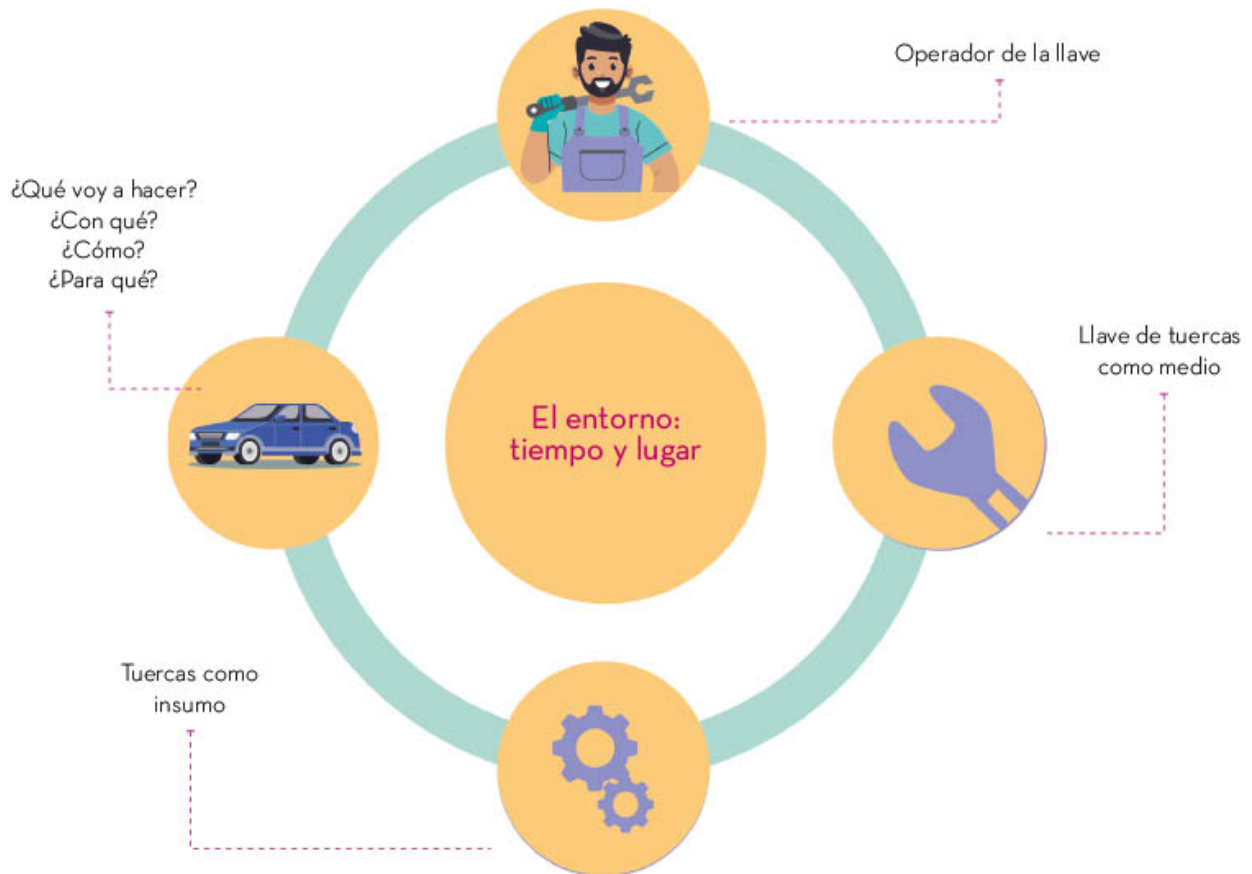 Operador de la llave
¿Qué voy a hacer?
¿Con qué?
¿Cómo?
¿Para qué?
Llave de tuercas
como medio
El entorno:
tiempo y lugar
Tuercas como
insumo